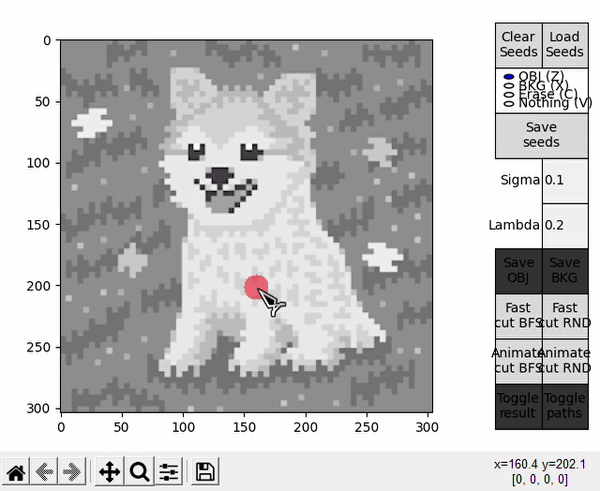 Clear Seeds
Load Seeds
OBJ (Z)
BKG (X)
Erase (C)
Nothing (V)
Save seeds
Sigma 0.1
Lambda 0.2
Save OBJ
Save BKG
Fast cut BFS
Fast cut RND
Animate cut BFS
Animate cut RND
Toggle result
Toggle paths
0
50
100
150
200
250
300
0 50 100 150 200 250 300
x=160.4 y=202.1
[0, 0, 0, 0]